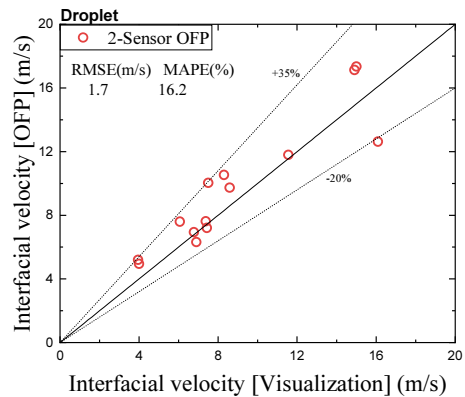 Droplet
2-Sensor OFP
RMSE(m/s) MAPE(%)
1.7 16.2
+35%
-20%
Interfacial velocity [OFP] (m/s)
20
16
12
8
4
0
0 4 8 12 16 20
Interfacial velocity [Visualization] (m/s)